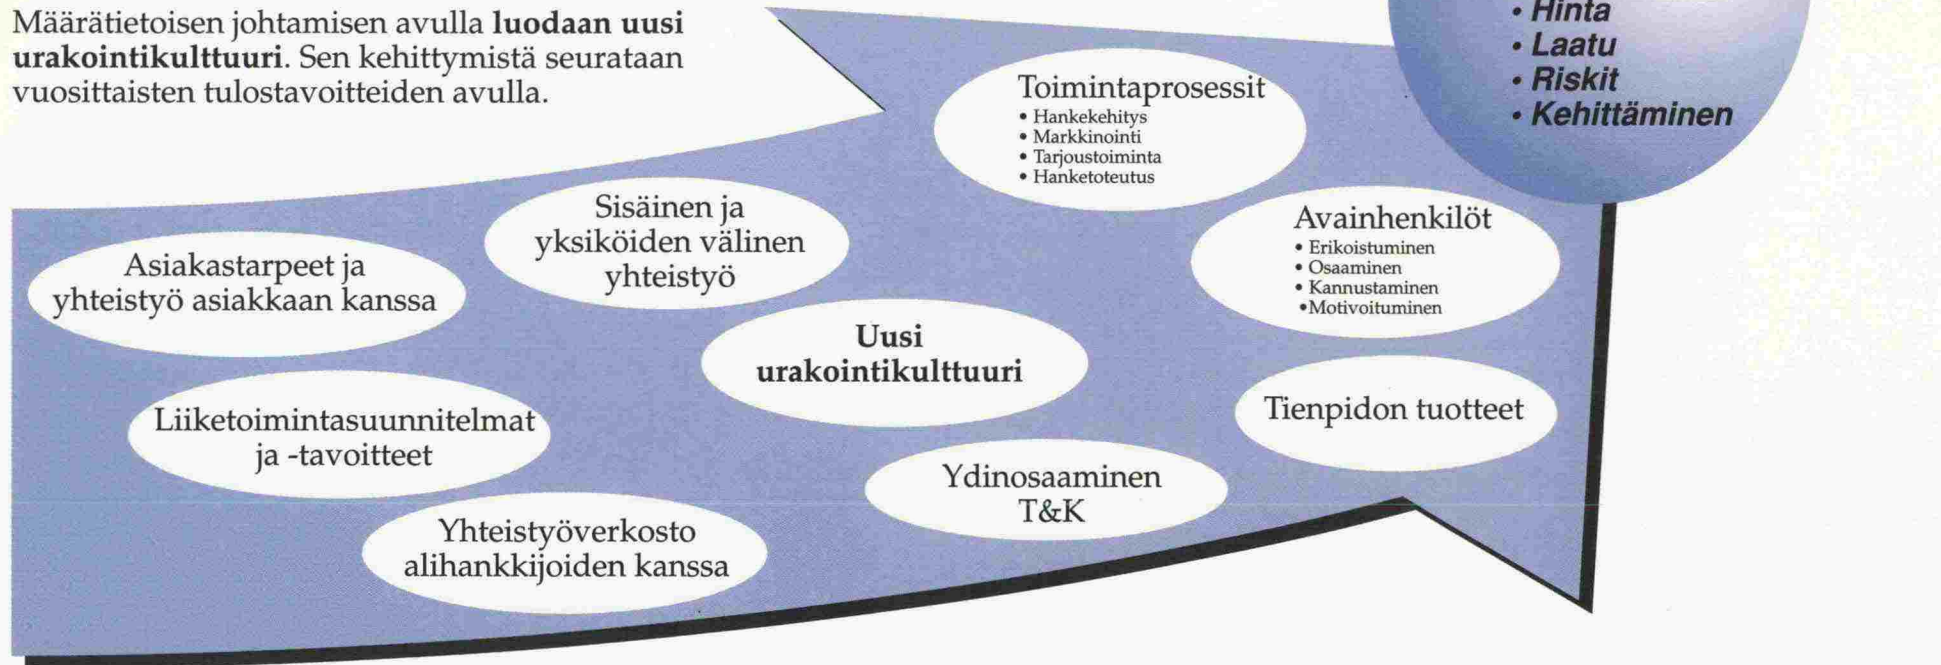 Määrätietoisen johtamisen avulla luodaan uusi
urakointikulttuuri. Sen kehittymistä seurataan
vuosittaisten tulostavoitteiden avulla.
• Hinta
• Laatu
• Riskit
• Kehittäminen
Toimintaprosessit
• Hankekehitys
• Markkinointi
• Tarjoustoiminta
• Hanketoteutus
Sisäinen ja
yksiköiden välinen
yhteistyö
Avainhenkilöt
• Erikoistuminen
• Osaaminen
• Kannustaminen
•Motivoituminen
Asiakastarpeet ja
yhteistyö asiakkaan kanssa
Uusi
urakointikulttuuri
Liiketoimintasuunnitelmat
ja -tavoitteet
Tienpidon tuotteet
Ydinosaaminen
T&K
Yhteistyöverkosto
alihankkijoiden kanssa